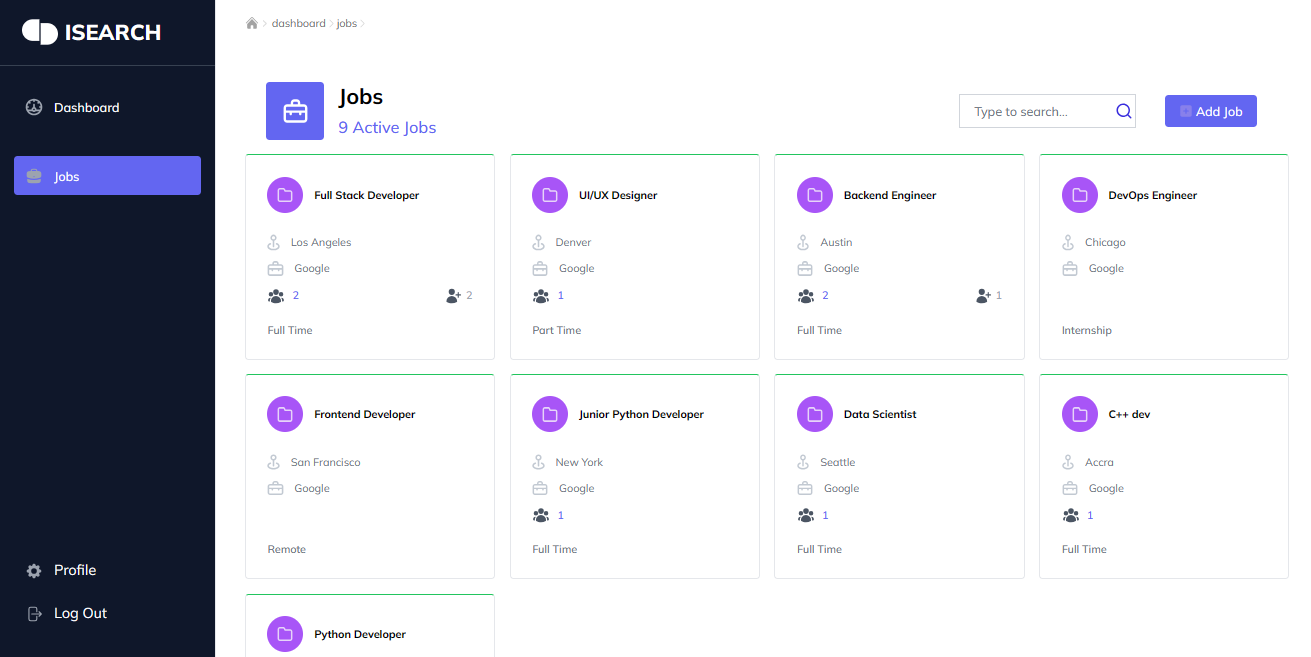 ISEARCH
Dashboard
Jobs
Profile
Log Out
dashboard jobs
Jobs
9 Active Jobs
Type to search...
Add Job
Full Stack Developer
Los Angeles
Google
2 2
Full Time
UI/UX Designer
Denver
Google
1
Part Time
Backend Engineer
Austin
Google
2 1
Full Time
DevOps Engineer
Chicago
Google
Internship
Frontend Developer
San Francisco
Google
Remote
Junior Python Developer
New York
Google
1
Full Time
Data Scientist
Seattle
Google
1
Full Time
C++ dev
Accra
Google
1
Full Time
Python Developer